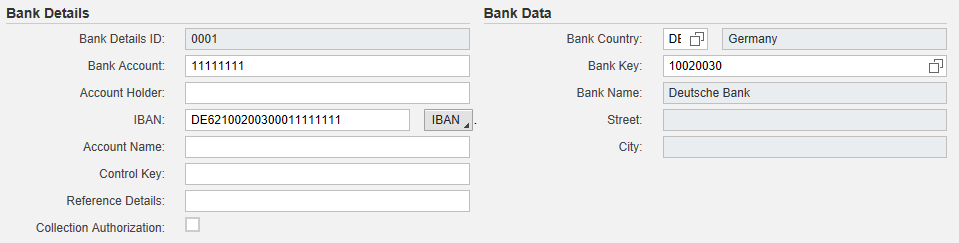 Bank Details
Bank Details ID: 0001
Bank Account: 11111111
Account Holder:
IBAN: DE62100200300011111111 IBAN .
Account Name:
Control Key:
Reference Details:
Collection Authorization:
Bank Data
Bank Country: DE Germany
Bank Key: 10020030
Bank Name: Deutsche Bank
Street:
City: